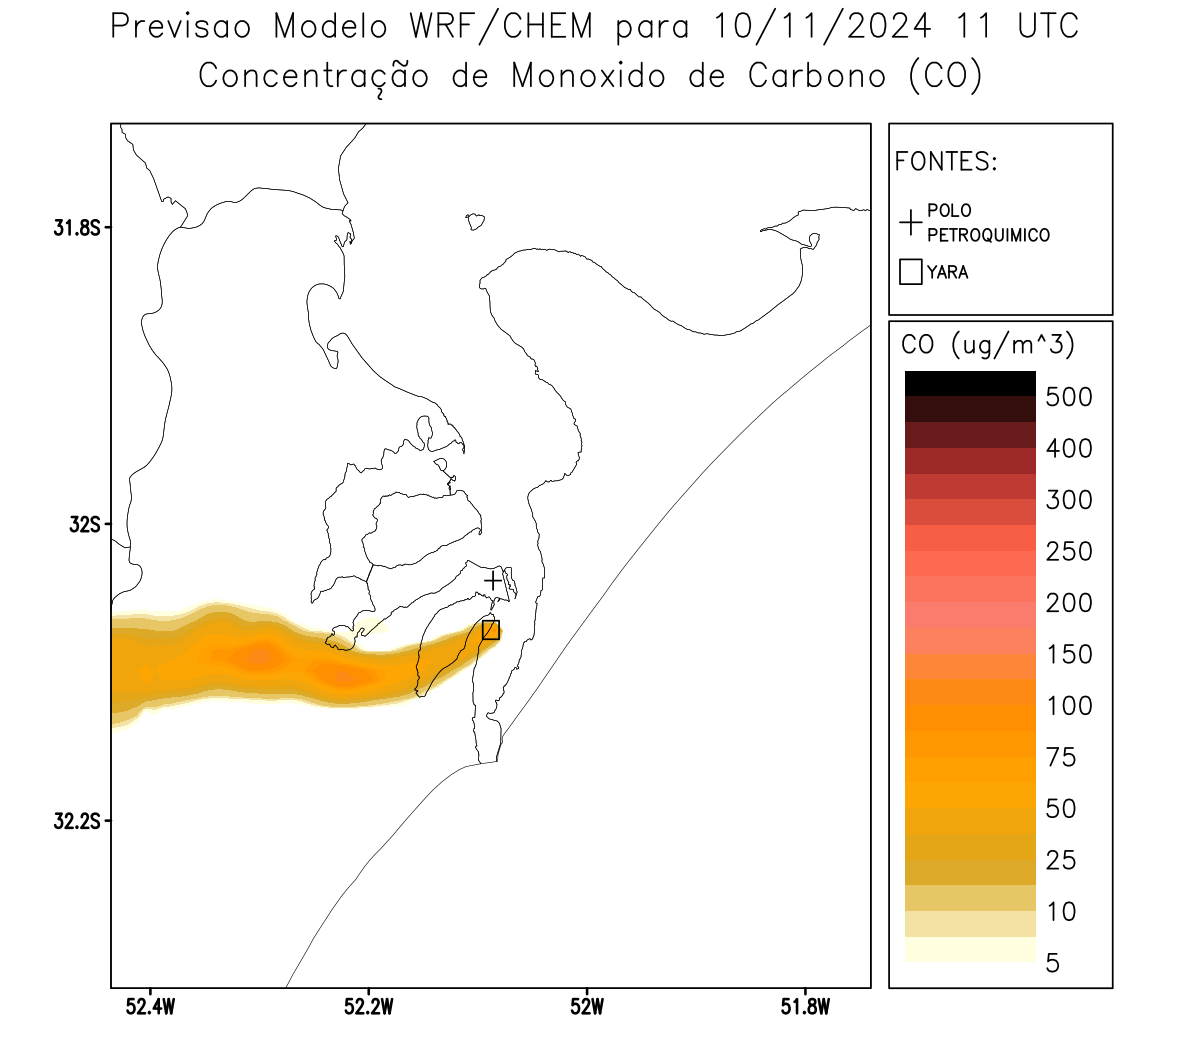 Previsao Modelo WRF/CHEM para 10/11/2024 11 UTC
Concentração de Monoxido de Carbono (CO)
FONTES:
POLO
PETROQUIMICO
YARA
CO (ug/m^3)
500
400
300
250
200
150
100
75
50
25
10
5
31.8S
32S
32.2S
52.4W
52.2W
52W
51.8W